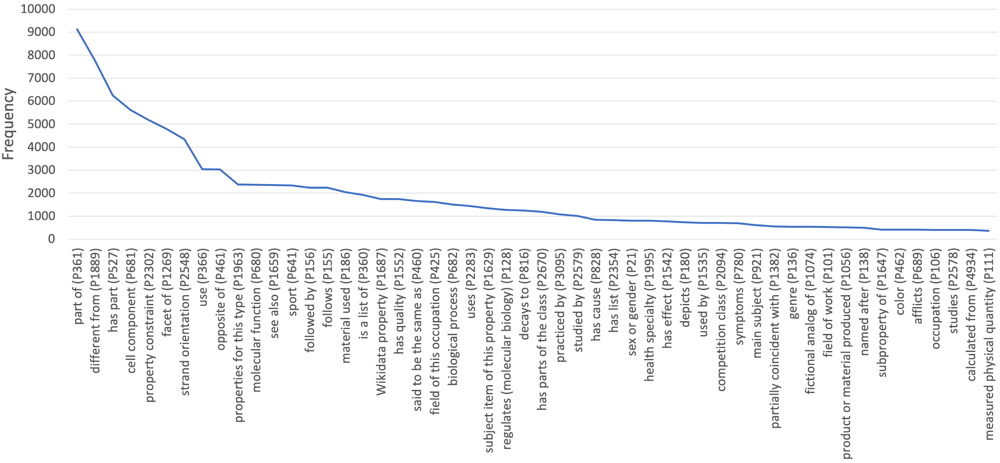 10000
9000
8000
7000
6000
5000
4000
3000
2000
1000
0
Frequency
part of (P361)
different from (P1889)
has part (P527)
cell component (P681)
property constraint (P2302)
facet of (P1269)
strand orientation (P2548)
use (P366)
opposite of (P461)
properties for this type (P1963)
molecular function (P680)
see also (P1659)
sport (P641)
followed by (P156)
follows (P155)
material used (P186)
is a list of (P360)
Wikidata property (P1687)
has quality (P1552)
said to be the same as (P460)
field of this occupation (P425)
biological process (P682)
uses (P2283)
subject item of this property (P1629)
regulates (molecular biology) (P128)
decays to (P816)
has parts of the class (P2670)
practiced by (P3095)
studied by (P2579)
has cause (P828)
has list (P2354)
sex or gender (P21)
health specialty (P1995)
has effect (P1542)
depicts (P180)
used by (P1535)
competition class (P2094)
symptoms (P780)
main subject (P921)
partially coincident with (P1382)
genre (P136)
fictional analog of (P1074)
field of work (P101)
product or material produced (P1056)
named after (P138)
subproperty of (P1647)
color (P462)
afflicts (P689)
occupation (P106)
studies (P2578)
calculated from (P4934)
measured physical quantity (P111)